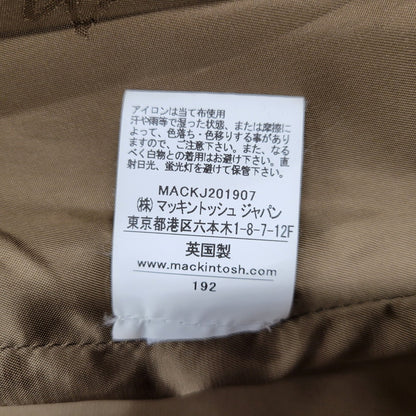 アイロンは当て布使用
汗や雨等で湿った状態、または摩擦に
よって、色落ち・色移りする事があり
ますので、ご注意下さい。また、なる
べく白物との着用はお避け下さい。直
射日光、蛍光灯を避けて保管下さい。
MACKJ201907
(株)マッキントッシュ ジャパン
東京都港区六本木1-8-7-12F
英国製
www.mackintosh.com
192